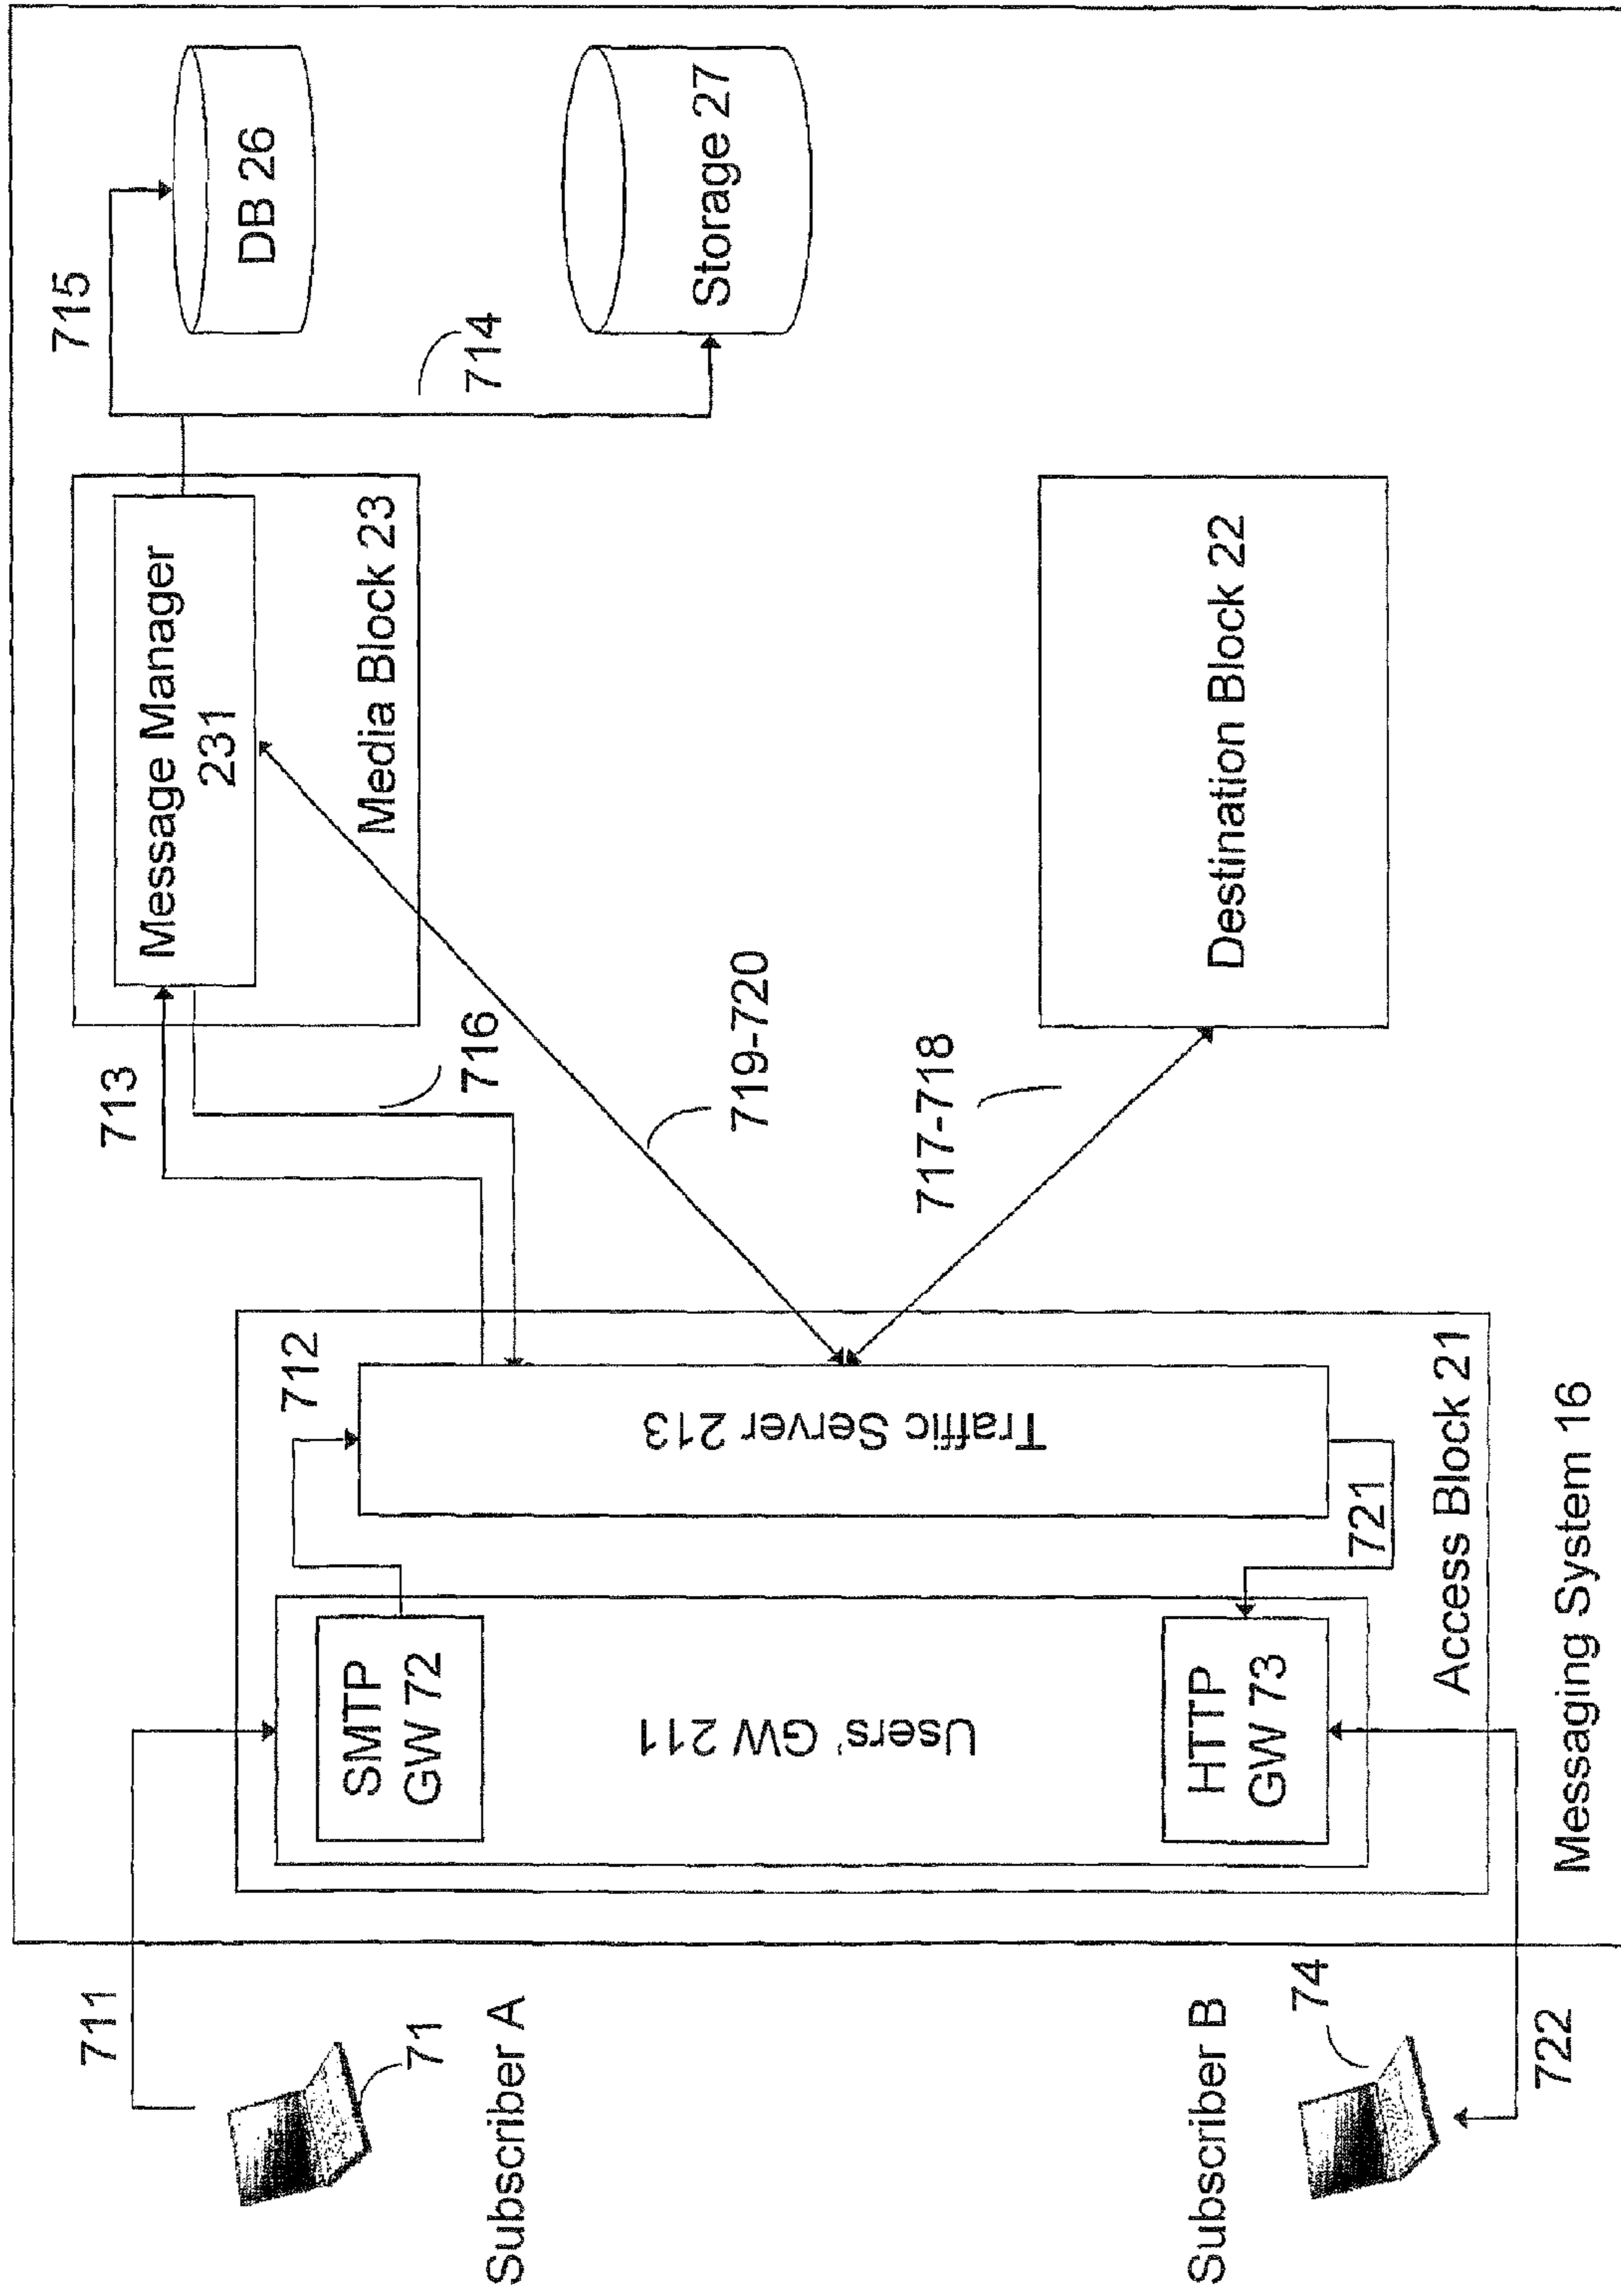 711
71
Subscriber A
Subscriber B
74
722
SMTP
GW 72
Users' GW 211
HTTP
GW 73
712
Traffic Server 213
721
Access Block 21
Messaging System 16
713
716
719-720
717-718
Message Manager
231
Media Block 23
Destination Block 22
715
714
DB 26
Storage 27